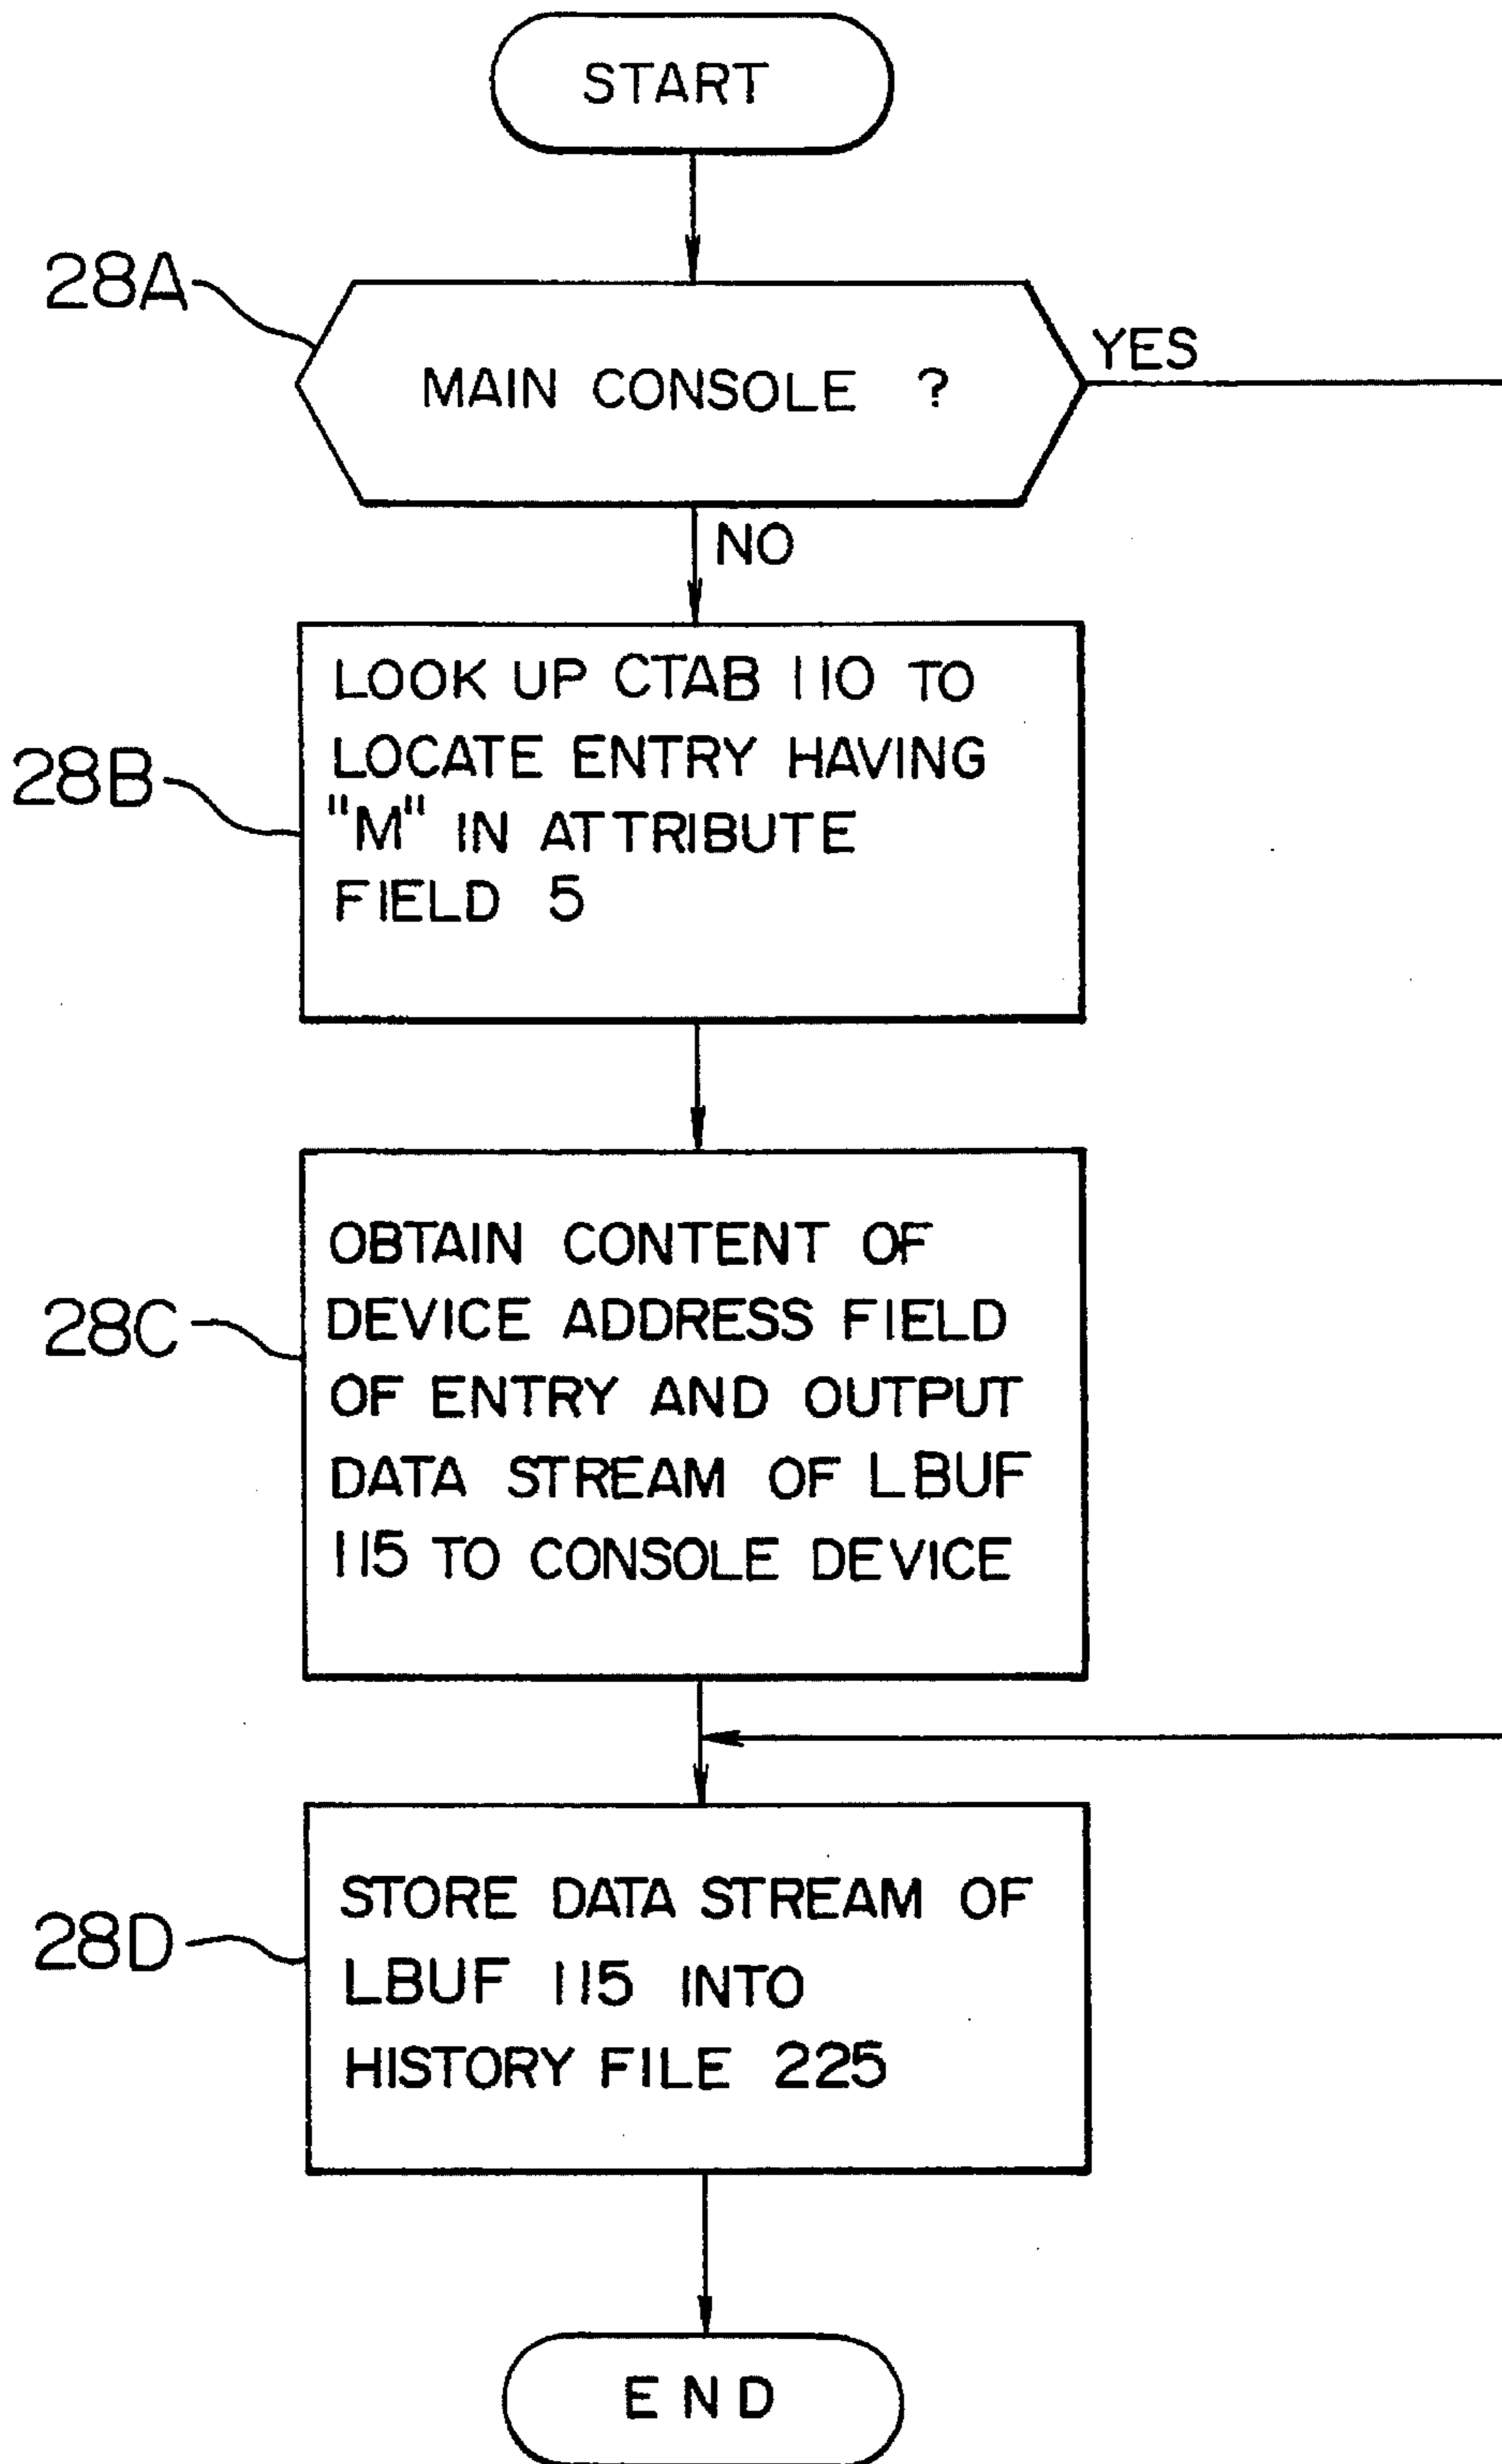 START
28A
MAIN CONSOLE ?
YES
NO
28B
LOOK UP CTAB 110 TO
LOCATE ENTRY HAVING
"M" IN ATTRIBUTE
FIELD 5
28C
OBTAIN CONTENT OF
DEVICE ADDRESS FIELD
OF ENTRY AND OUTPUT
DATA STREAM OF LBUF
115 TO CONSOLE DEVICE
28D
STORE DATA STREAM OF
LBUF 115 INTO
HISTORY FILE 225
END